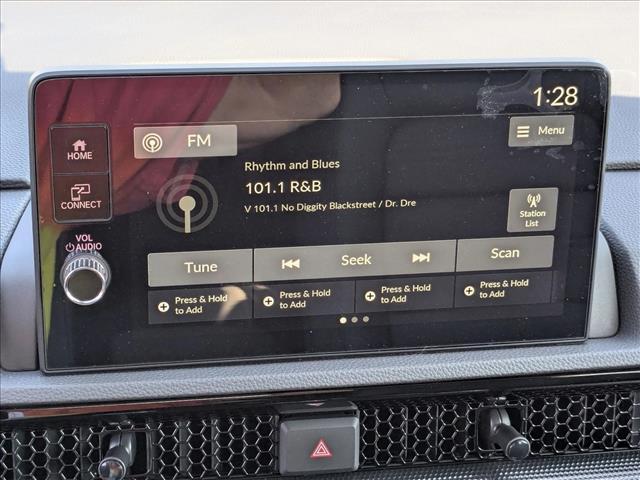 1:28
HOME
FM
Menu
Rhythm and Blues
101.1 R&B
V 101.1 No Diggity Blackstreet / Dr. Dre
CONNECT
Station
List
VOL
AUDIO
Tune
Seek
Scan
Press & Hold
to Add
Press & Hold
to Add
Press & Hold
to Add
Press & Hold
to Add